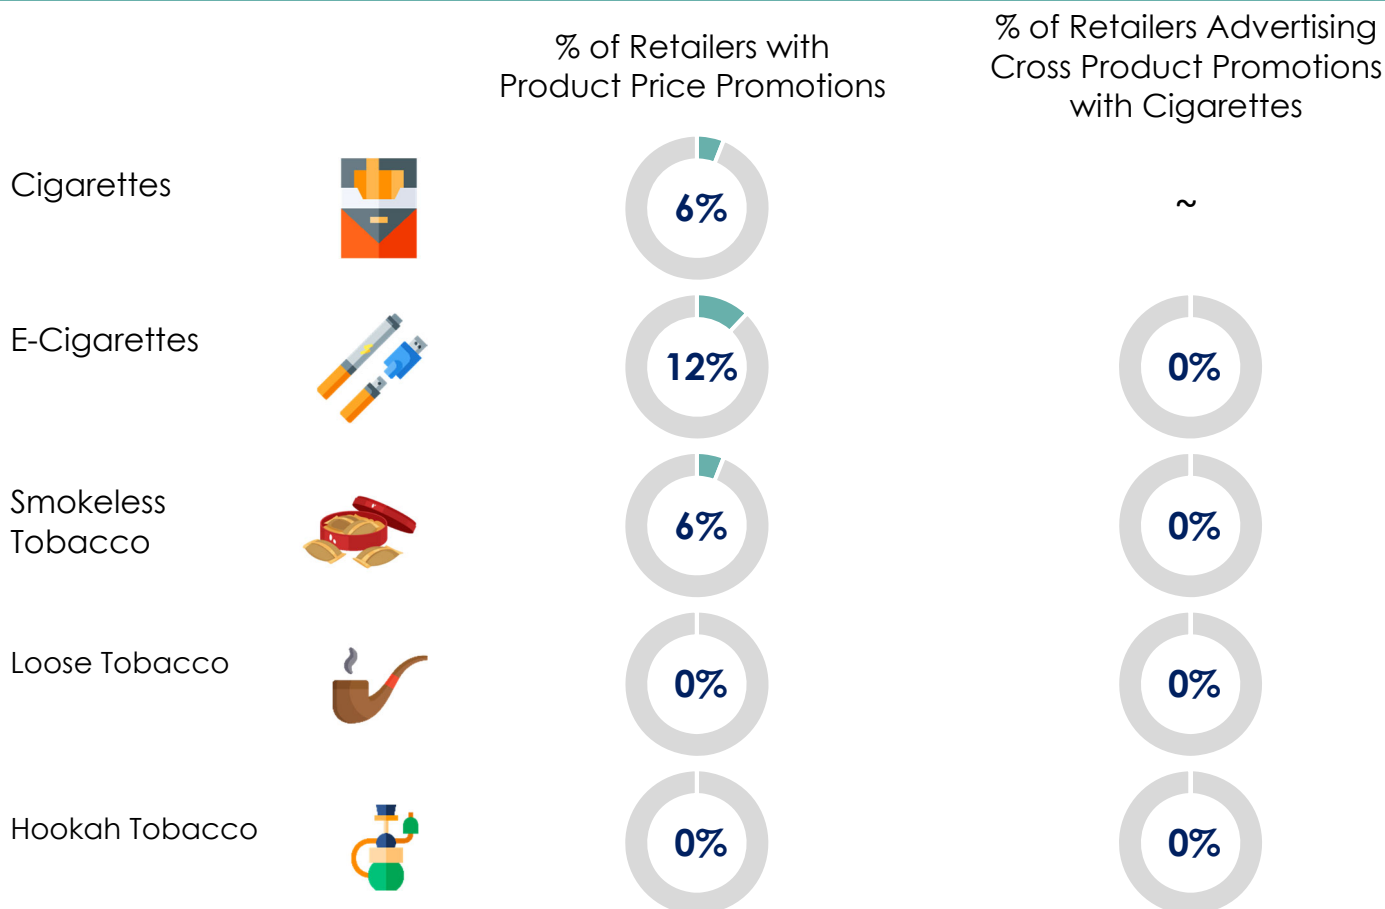 % of Retailers with
Product Price Promotions
% of Retailers Advertising
Cross Product Promotions
with Cigarettes
Cigarettes
6%
~
E-Cigarettes
12%
0%
Smokeless
Tobacco
6%
0%
Loose Tobacco
0%
0%
Hookah Tobacco
0%
0%